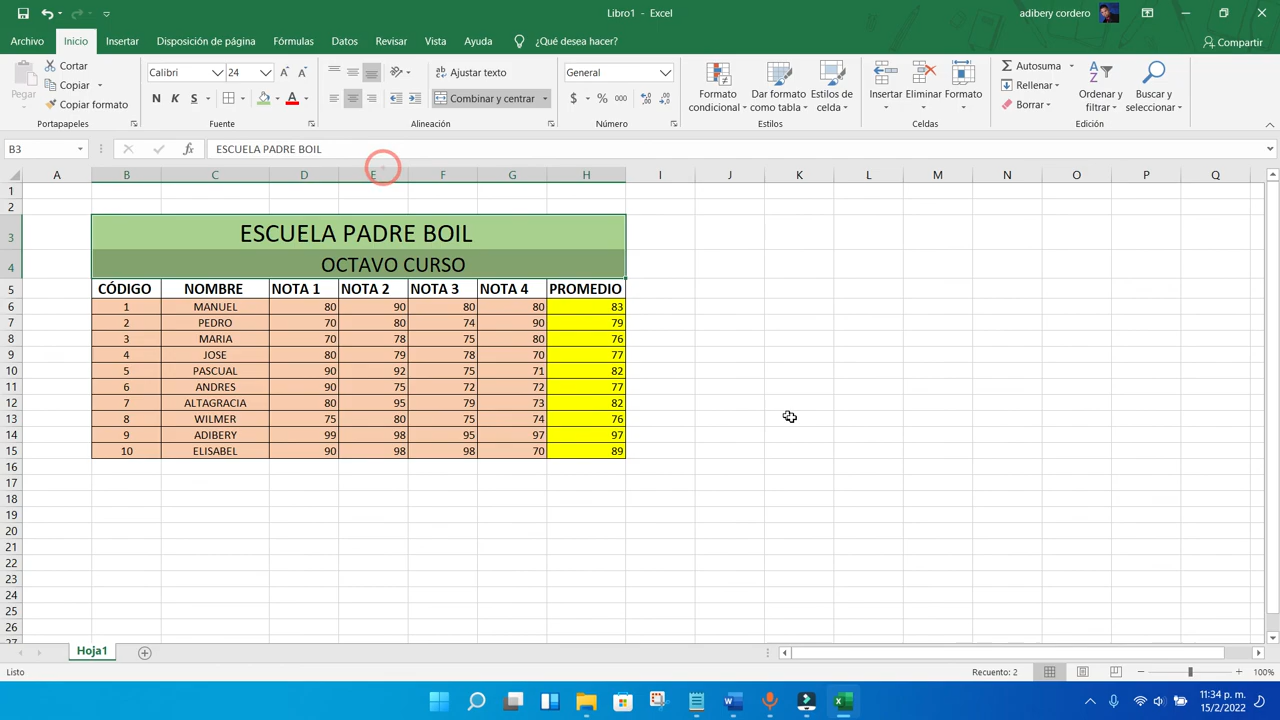 Libro1 - Excel
adibery cordero
Archivo Inicio Insertar Disposición de página Fórmulas Datos Revisar Vista Ayuda ¿Qué desea hacer? Compartir
Pegar
Cortar
Copiar
Copiar formato
Portapapeles
Calibri 24
N K S
Fuente
Ajustar texto
Combinar y centrar
Alineación
General
$ % 000
Número
Formato condicional
Dar formato como tabla
Estilos de celda
Estilos
Insertar Eliminar Formato
Celdas
Autosuma
Rellenar
Borrar
Ordenar y filtrar
Buscar y seleccionar
Edición
B3 fx ESCUELA PADRE BOIL
A B C D E F G H I J K L M N O P Q
1
2
3 ESCUELA PADRE BOIL
4 OCTAVO CURSO
5 CÓDIGO NOMBRE NOTA 1 NOTA 2 NOTA 3 NOTA 4 PROMEDIO
6 1 MANUEL 80 90 80 80 83
7 2 PEDRO 70 80 74 90 79
8 3 MARIA 70 78 75 80 76
9 4 JOSE 80 79 78 70 77
10 5 PASCUAL 90 92 75 71 82
11 6 ANDRES 90 75 72 72 77
12 7 ALTAGRACIA 80 95 79 73 82
13 8 WILMER 75 80 75 74 76
14 9 ADIBERY 99 98 95 97 97
15 10 ELISABEL 90 98 98 70 89
16
17
18
19
20
21
22
23
24
25
26
27
Hoja1
Listo
Recuento: 2
100%
11:34 p. m.
15/2/2022